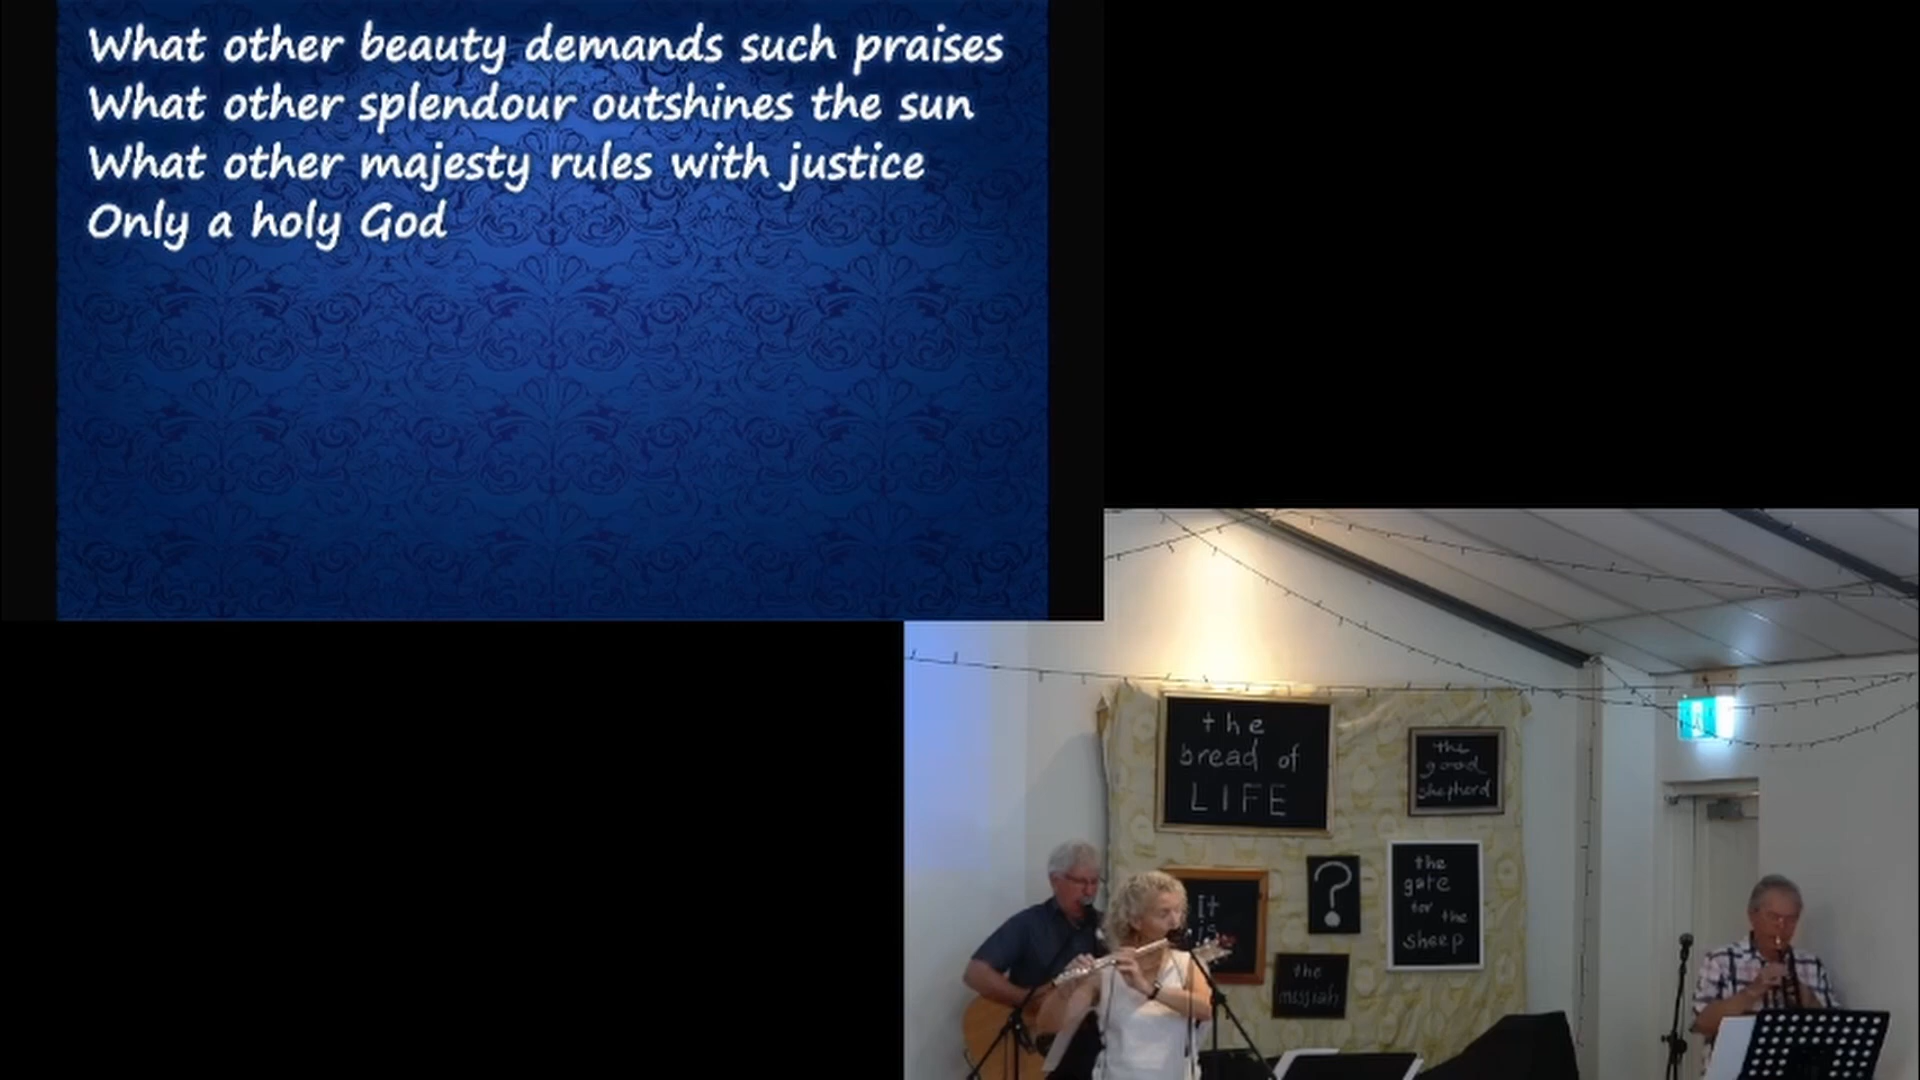 What other beauty demands such praises
What other splendour outshines the sun
What other majesty rules with justice
Only a holy God
the
bread of
LIFE
the
good
shepherd
It
is
?
the
gate
for the
sheep
the
messiah